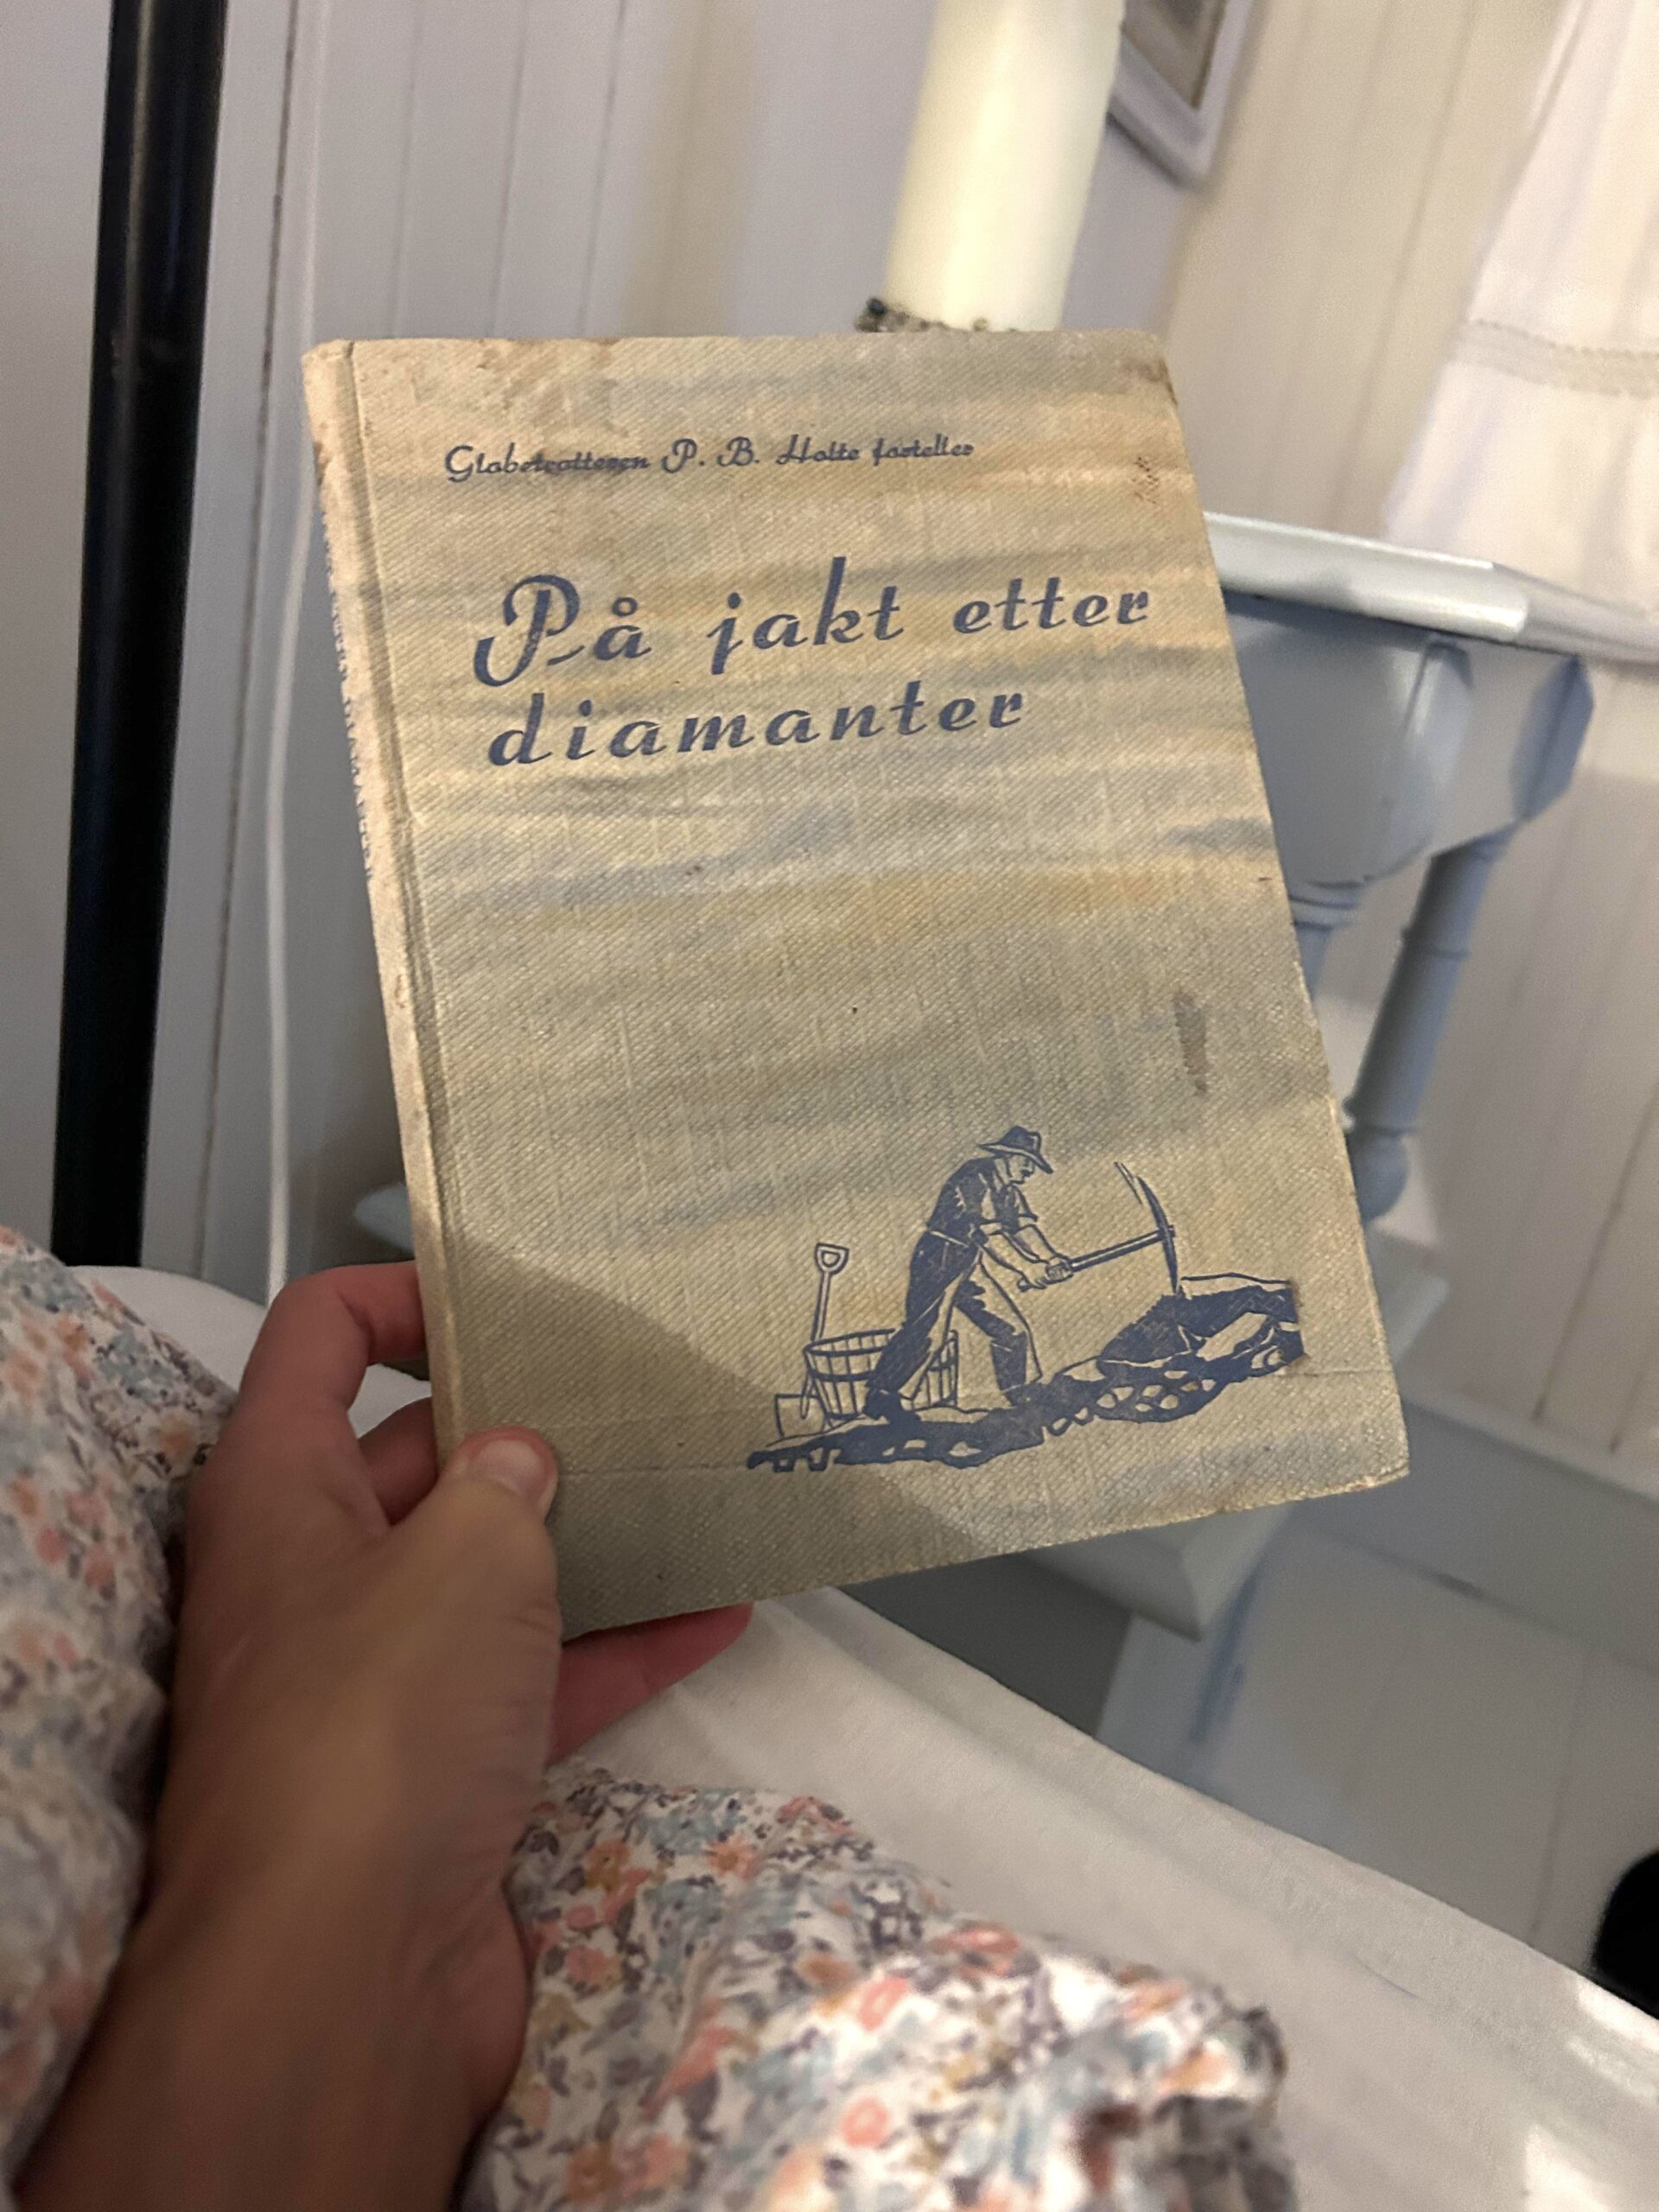 Globetrotteren P. B. Holte forteller
På jakt etter
diamanter